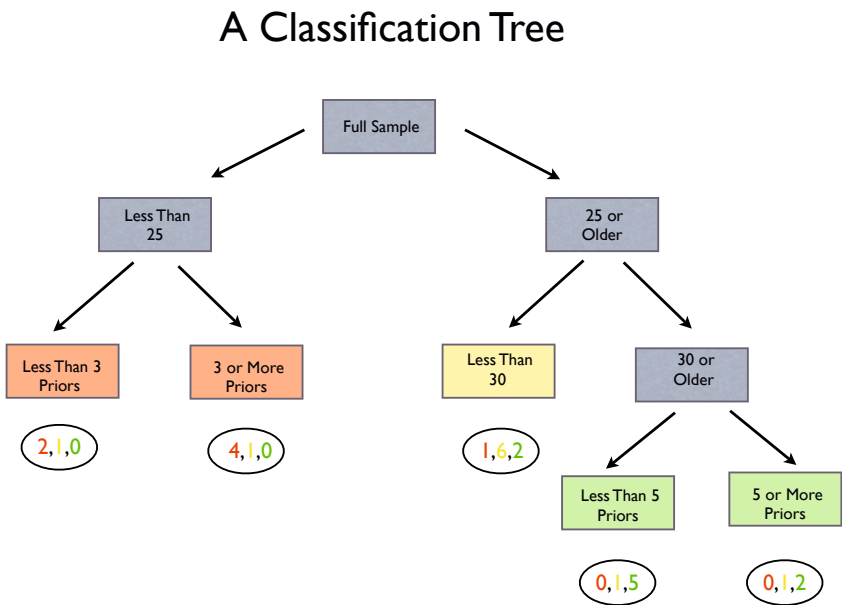 A Classification Tree
Full Sample
Less Than
25
25 or
Older
Less Than 3
Priors
3 or More
Priors
Less Than
30
30 or
Older
2,1,0
4,1,0
1,6,2
Less Than 5
Priors
5 or More
Priors
0,1,5
0,1,2